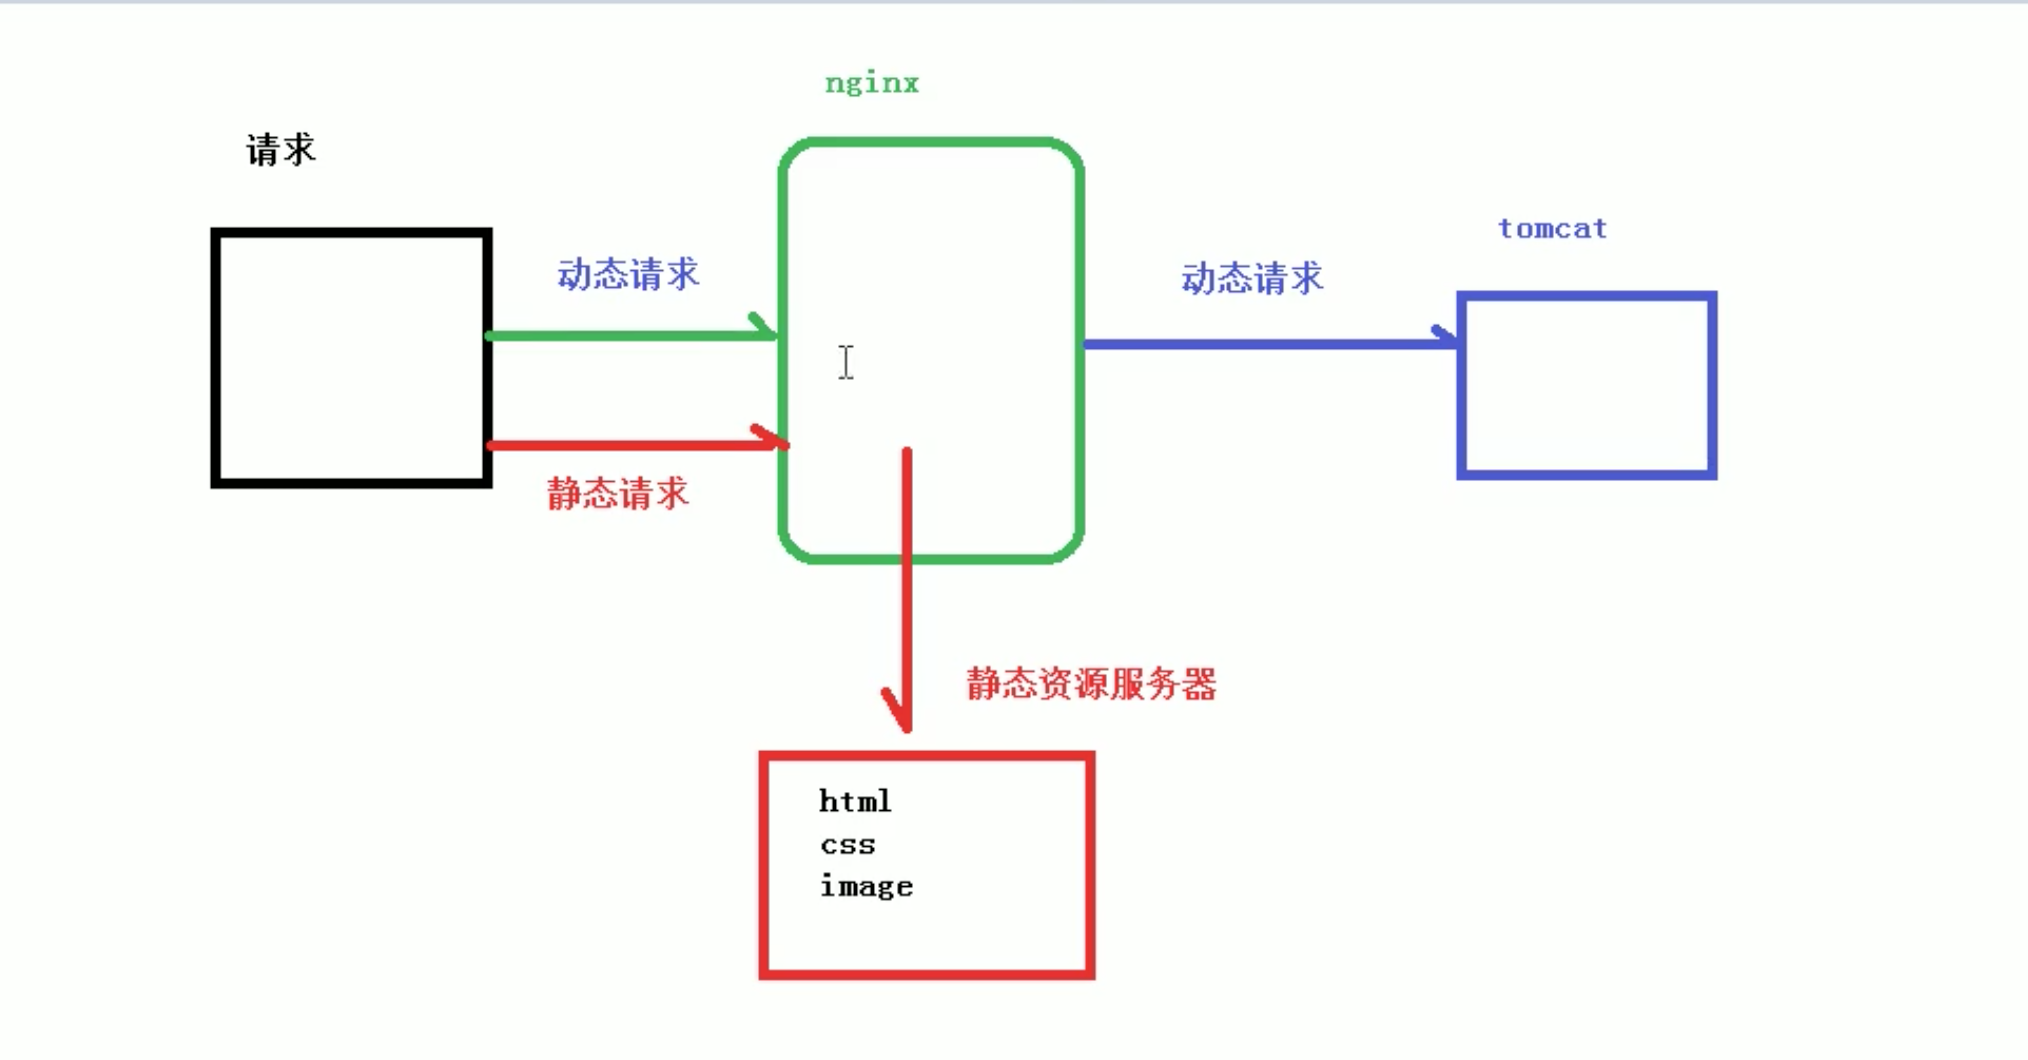 nginx
请求
tomcat
动态请求
动态请求
静态请求
静态资源服务器
html
css
image